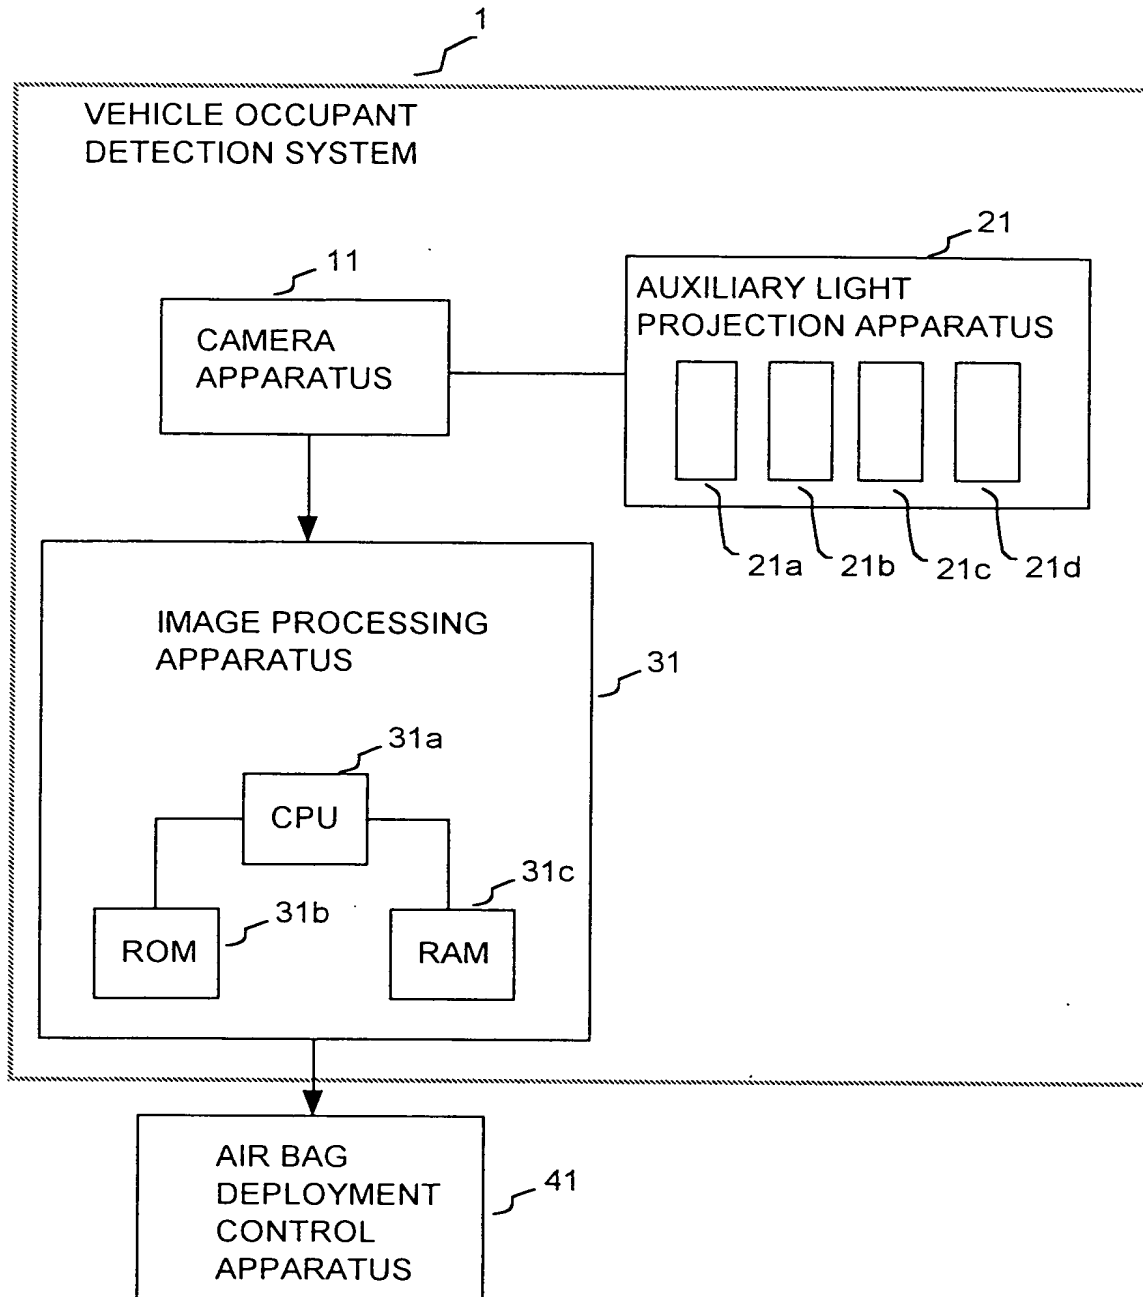 1
VEHICLE OCCUPANT
DETECTION SYSTEM
11
CAMERA
APPARATUS
21
AUXILIARY LIGHT
PROJECTION APPARATUS
21a
21b
21c
21d
IMAGE PROCESSING
APPARATUS
31
31a
CPU
31b
ROM
31c
RAM
AIR BAG
DEPLOYMENT
CONTROL
APPARATUS
41